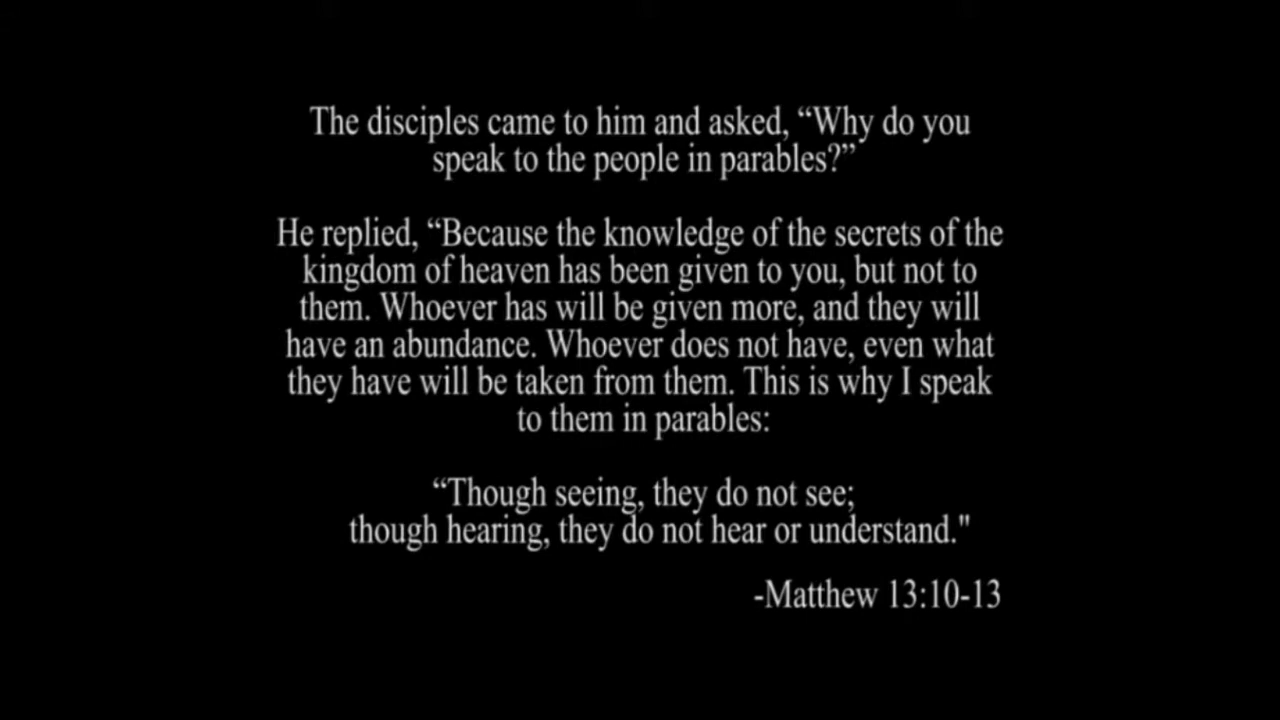 The disciples came to him and asked, “Why do you
speak to the people in parables?”
He replied, “Because the knowledge of the secrets of the
kingdom of heaven has been given to you, but not to
them. Whoever has will be given more, and they will
have an abundance. Whoever does not have, even what
they have will be taken from them. This is why I speak
to them in parables:
“Though seeing, they do not see;
though hearing, they do not hear or understand."
-Matthew 13:10-13